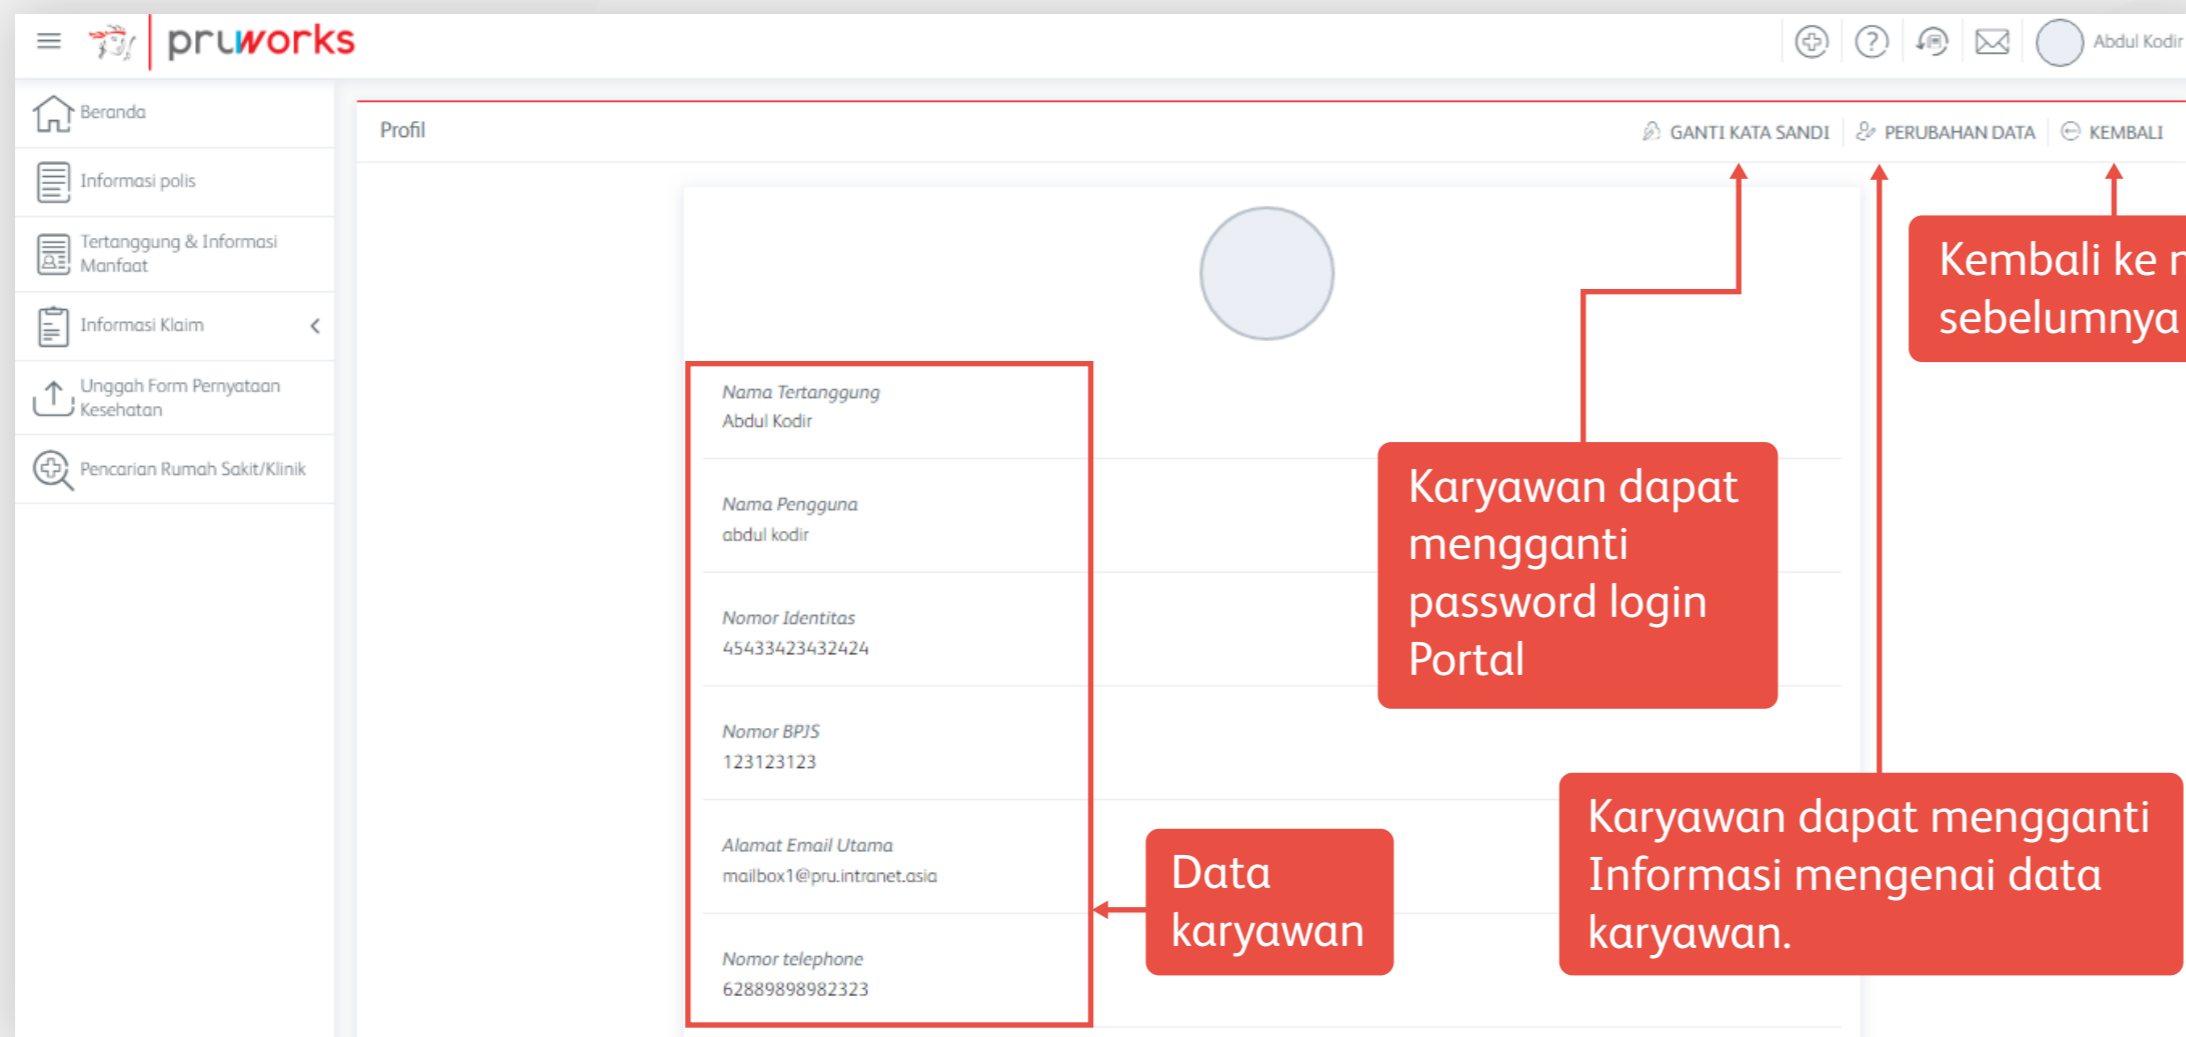 pruworks
Abdul Kodir
Beranda
Informasi polis
Tertanggung & Informasi
Manfaat
Informasi Klaim
Unggah Form Pernyataan
Kesehatan
Pencarian Rumah Sakit/Klinik
Profil
GANTI KATA SANDI
PERUBAHAN DATA
KEMBALI
Kembali ke
sebelumnya
Nama Tertanggung
Abdul Kodir
Nama Pengguna
abdul kodir
Nomor Identitas
45433423432424
Nomor BPJS
123123123
Alamat Email Utama
mailbox1@pru.intranet.asia
Nomor telephone
62889898982323
Karyawan dapat
mengganti
password login
Portal
Data
karyawan
Karyawan dapat mengganti
Informasi mengenai data
karyawan.